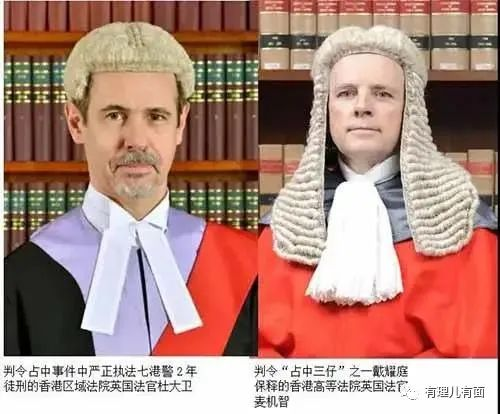 判令占中事件中严正执法七港警2年
徒刑的香港区域法院英国法官杜大卫
判令“占中三仔”之一戴耀庭
保释的香港高等法院英国法官
麦机智
有理儿有面